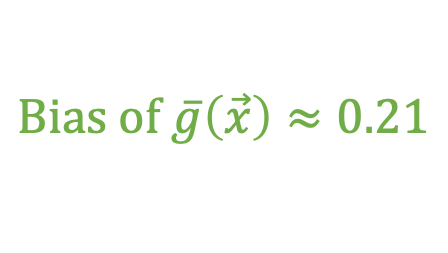 Bias of ḡ(x⃗) ≈ 0.21